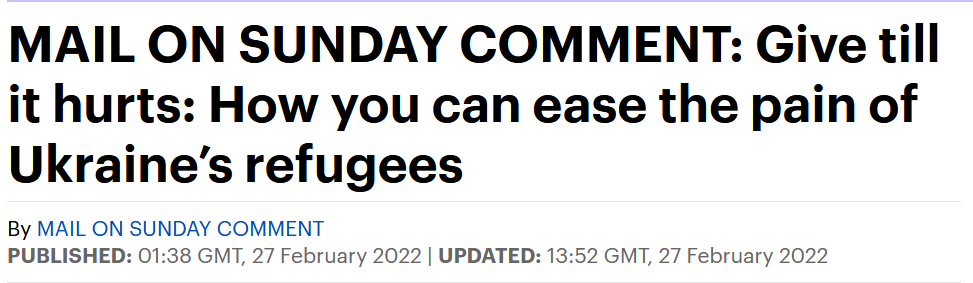 MAIL ON SUNDAY COMMENT: Give till
it hurts: How you can ease the pain of
Ukraine’s refugees
By MAIL ON SUNDAY COMMENT
PUBLISHED: 01:38 GMT, 27 February 2022 | UPDATED: 13:52 GMT, 27 February 2022